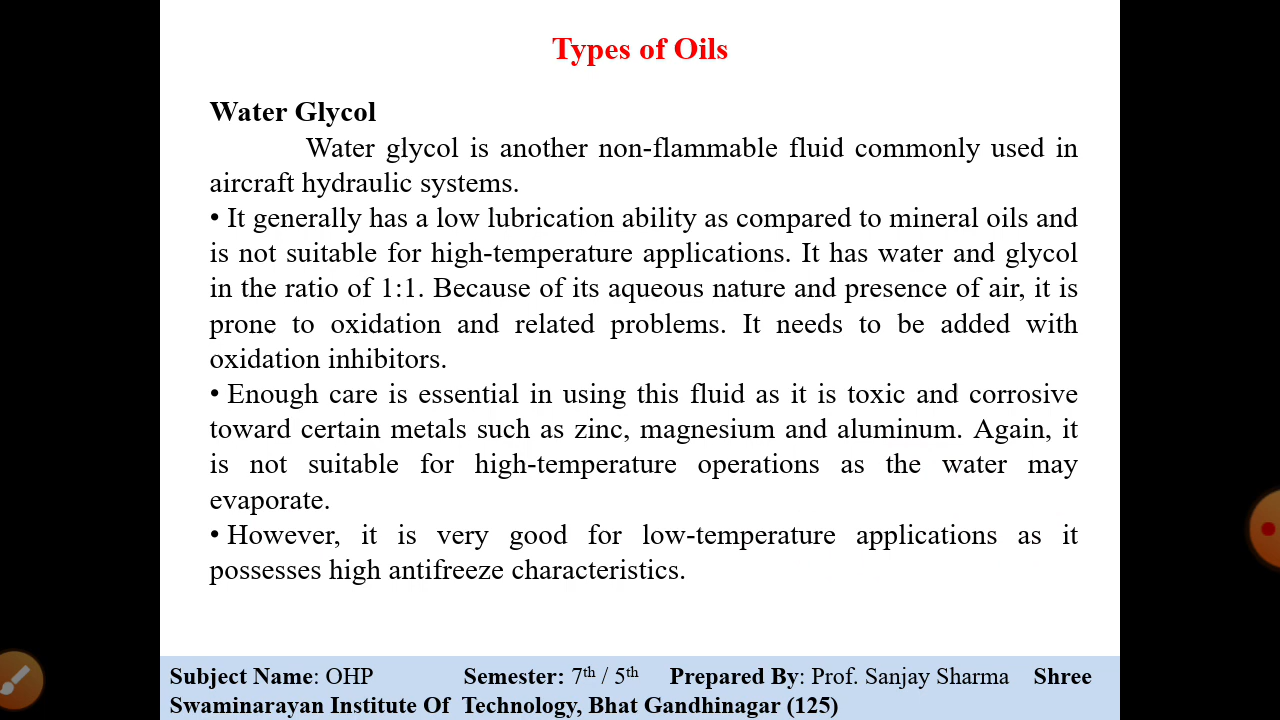 Types of Oils
Water Glycol
Water glycol is another non-flammable fluid commonly used in
aircraft hydraulic systems.
• It generally has a low lubrication ability as compared to mineral oils and
is not suitable for high-temperature applications. It has water and glycol
in the ratio of 1:1. Because of its aqueous nature and presence of air, it is
prone to oxidation and related problems. It needs to be added with
oxidation inhibitors.
• Enough care is essential in using this fluid as it is toxic and corrosive
toward certain metals such as zinc, magnesium and aluminum. Again, it
is not suitable for high-temperature operations as the water may
evaporate.
• However, it is very good for low-temperature applications as it
possesses high antifreeze characteristics.
Subject Name: OHP Semester: 7th / 5th Prepared By: Prof. Sanjay Sharma Shree
Swaminarayan Institute Of Technology, Bhat Gandhinagar (125)